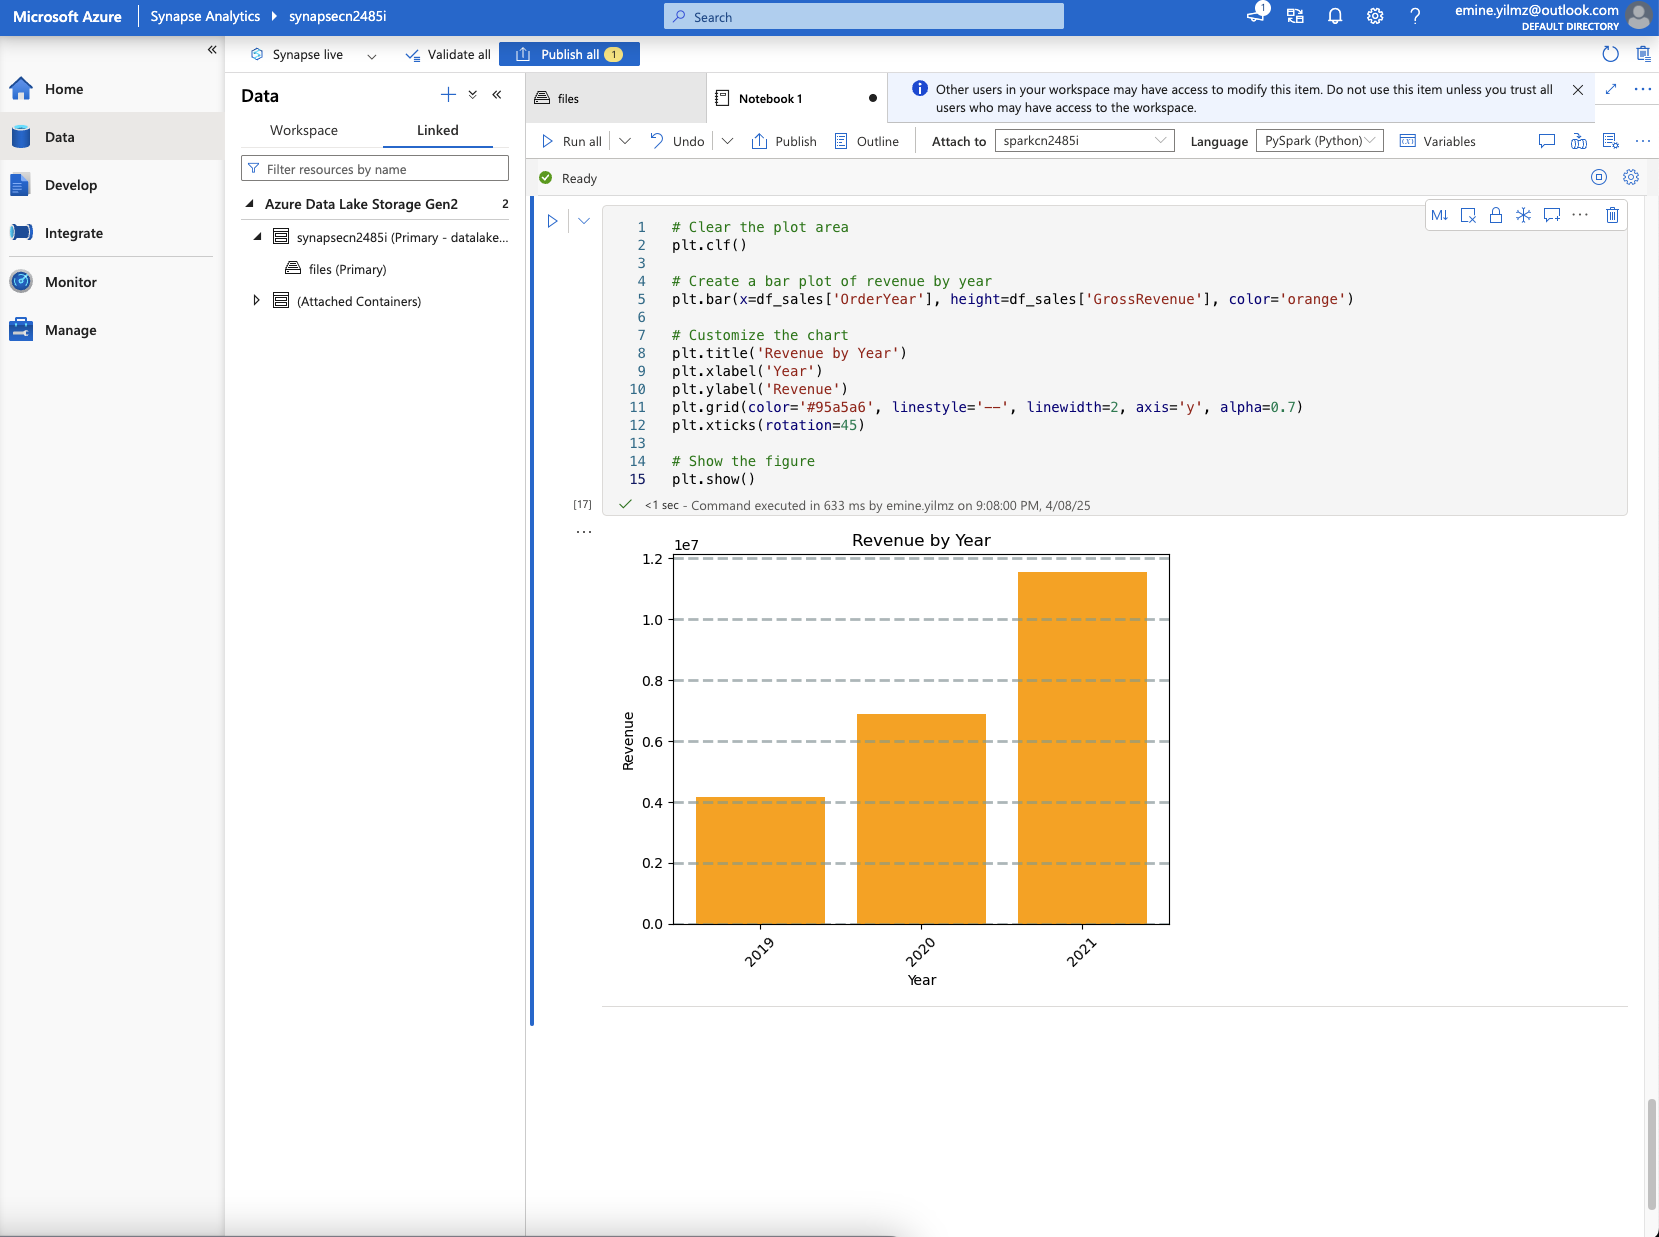 Microsoft Azure
Synapse Analytics
synapsecn2485i
Search
1
emine.yilmz@outlook.com
DEFAULT DIRECTORY
Synapse live
Validate all
Publish all 1
Home
Data
Develop
Integrate
Monitor
Manage
Data
Workspace
Linked
Filter resources by name
Azure Data Lake Storage Gen2 2
synapsecn2485i (Primary - datalake...
files (Primary)
(Attached Containers)
files
Notebook 1
Other users in your workspace may have access to modify this item. Do not use this item unless you trust all
users who may have access to the workspace.
Run all
Undo
Publish
Outline
Attach to
sparkcn2485i
Language
PySpark (Python)
Variables
Ready
M↓
1 # Clear the plot area
2 plt.clf()
3
4 # Create a bar plot of revenue by year
5 plt.bar(x=df_sales['OrderYear'], height=df_sales['GrossRevenue'], color='orange')
6
7 # Customize the chart
8 plt.title('Revenue by Year')
9 plt.xlabel('Year')
10 plt.ylabel('Revenue')
11 plt.grid(color='#95a5a6', linestyle='--', linewidth=2, axis='y', alpha=0.7)
12 plt.xticks(rotation=45)
13
14 # Show the figure
15 plt.show()
[17]
<1 sec - Command executed in 633 ms by emine.yilmz on 9:08:00 PM, 4/08/25
Revenue by Year
1e7
1.2
1.0
0.8
0.6
0.4
0.2
0.0
Revenue
2019
2020
2021
Year